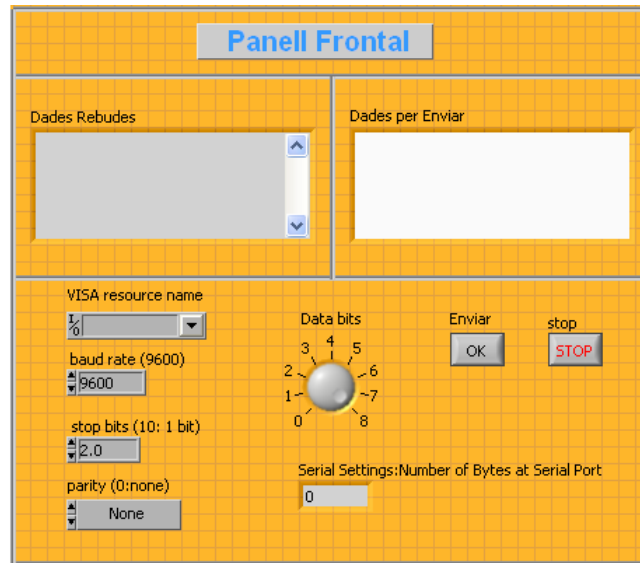 Panell Frontal
Dades Rebudes
Dades per Enviar
VISA resource name
I/O
baud rate (9600)
9600
stop bits (10: 1 bit)
2.0
parity (0:none)
None
Data bits
0 1 2 3 4 5 6 7 8
Enviar
OK
stop
STOP
Serial Settings:Number of Bytes at Serial Port
0